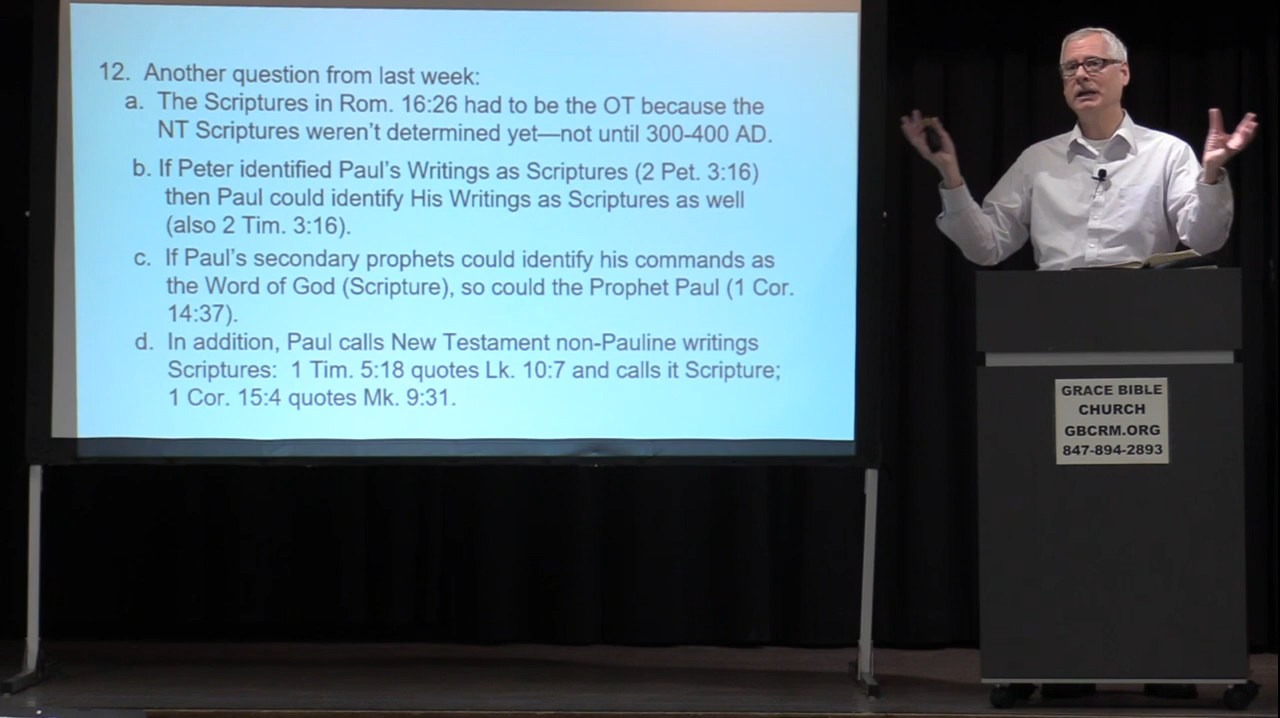 12. Another question from last week:
a. The Scriptures in Rom. 16:26 had to be the OT because the
NT Scriptures weren't determined yet—not until 300-400 AD.
b. If Peter identified Paul's Writings as Scriptures (2 Pet. 3:16)
then Paul could identify His Writings as Scriptures as well
(also 2 Tim. 3:16).
c. If Paul's secondary prophets could identify his commands as
the Word of God (Scripture), so could the Prophet Paul (1 Cor.
14:37).
d. In addition, Paul calls New Testament non-Pauline writings
Scriptures: 1 Tim. 5:18 quotes Lk. 10:7 and calls it Scripture;
1 Cor. 15:4 quotes Mk. 9:31.
GRACE BIBLE
CHURCH
GBCRM.ORG
847-894-2893